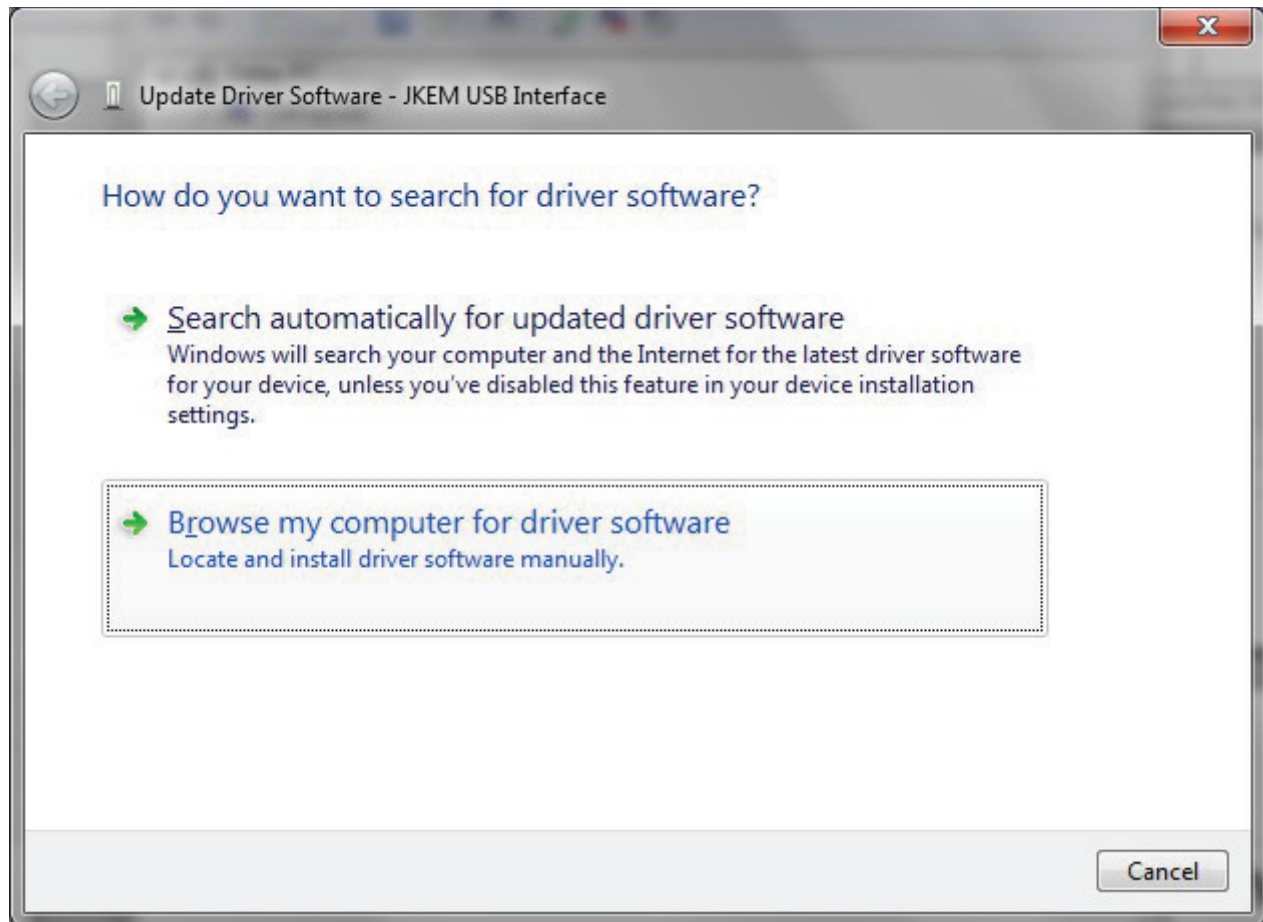 Update Driver Software - JKEM USB Interface
How do you want to search for driver software?
Search automatically for updated driver software
Windows will search your computer and the Internet for the latest driver software
for your device, unless you've disabled this feature in your device installation
settings.
Browse my computer for driver software
Locate and install driver software manually.
Cancel